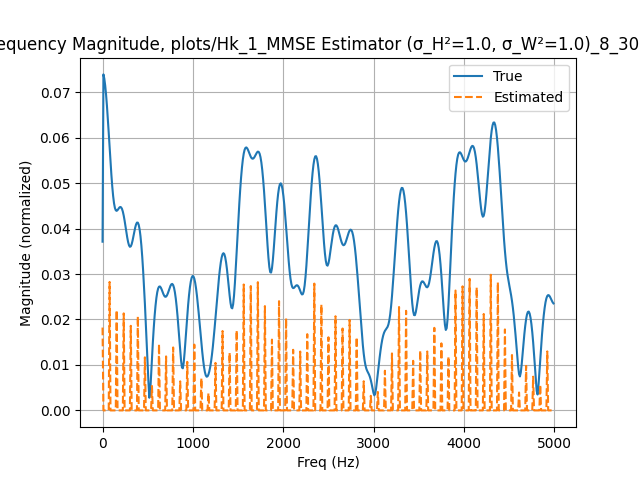 equency Magnitude, plots/Hk_1_MMSE Estimator (σ_H²=1.0, σ_W²=1.0)_8_30
True
Estimated
Magnitude (normalized)
0.07
0.06
0.05
0.04
0.03
0.02
0.01
0.00
0 1000 2000 3000 4000 5000
Freq (Hz)